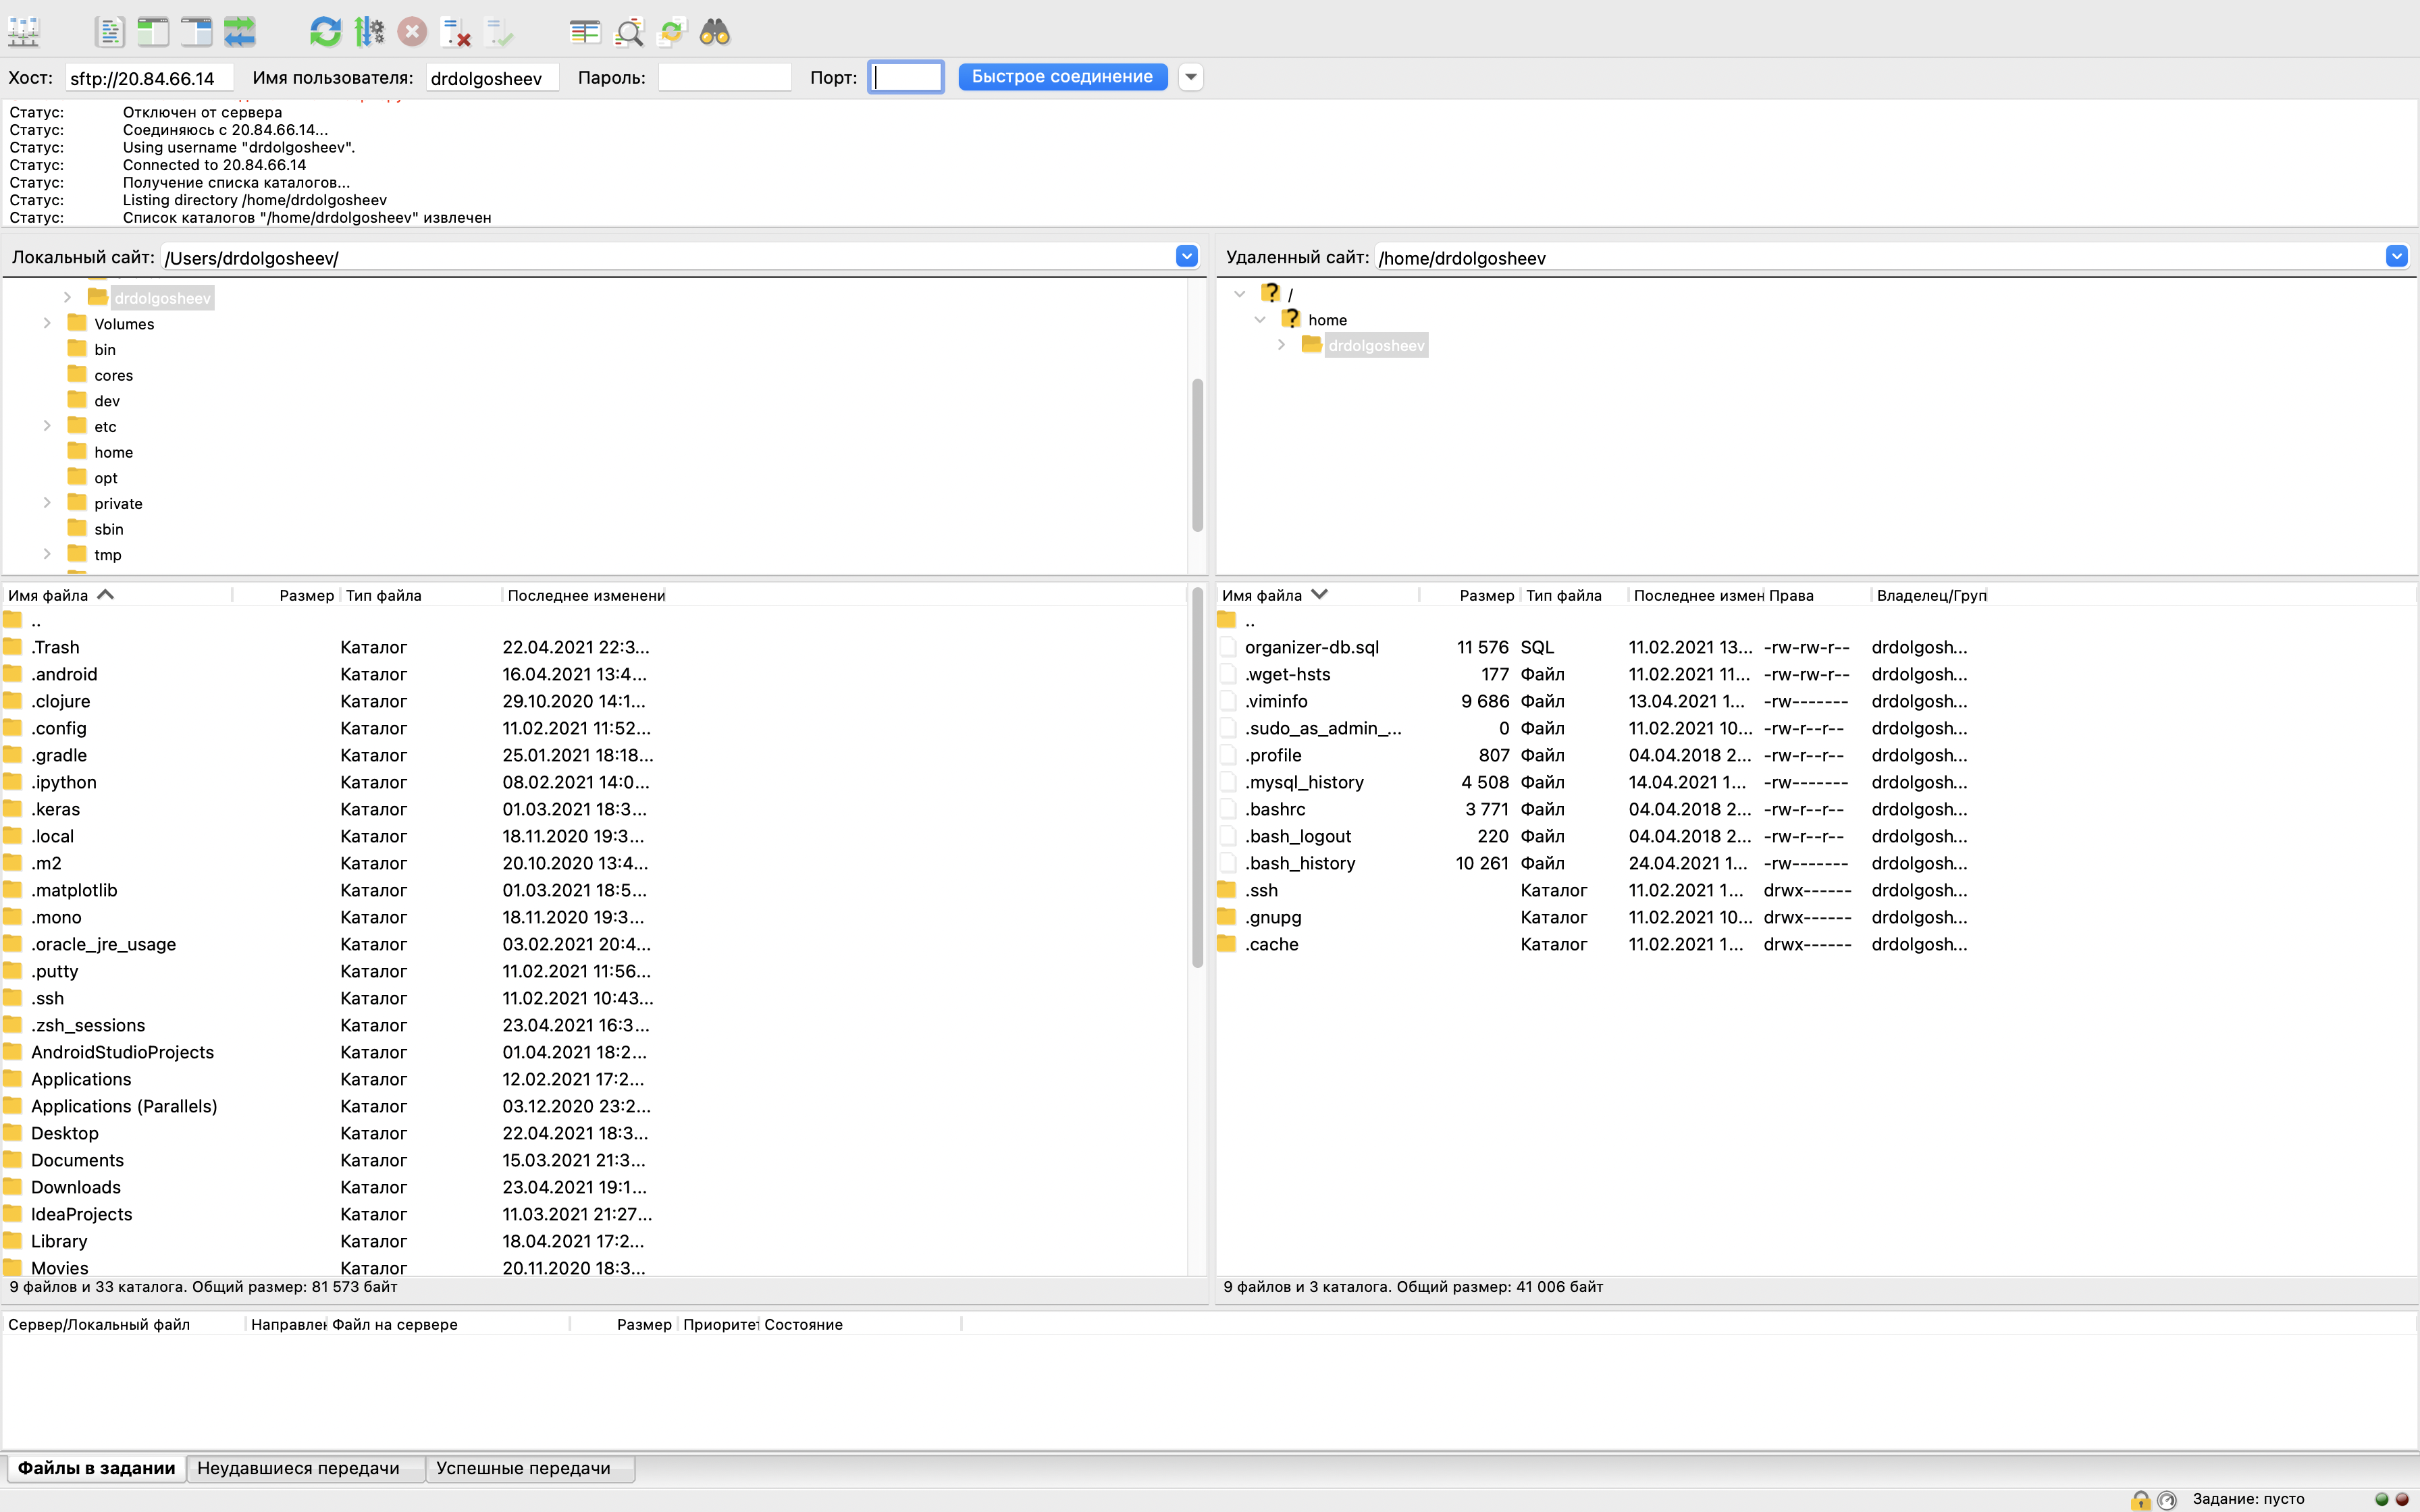 Хост: sftp://20.84.66.14 Имя пользователя: drdolgosheev Пароль: Порт: Быстрое соединение
Статус: Отключен от сервера
Статус: Соединяюсь с 20.84.66.14...
Статус: Using username "drdolgosheev".
Статус: Connected to 20.84.66.14
Статус: Получение списка каталогов...
Статус: Listing directory /home/drdolgosheev
Статус: Список каталогов "/home/drdolgosheev" извлечен
Локальный сайт: /Users/drdolgosheev/
drdolgosheev
Volumes
bin
cores
dev
etc
home
opt
private
sbin
tmp
Имя файла Размер Тип файла Последнее изменени
..
.Trash Каталог 22.04.2021 22:3...
.android Каталог 16.04.2021 13:4...
.clojure Каталог 29.10.2020 14:1...
.config Каталог 11.02.2021 11:52...
.gradle Каталог 25.01.2021 18:18...
.ipython Каталог 08.02.2021 14:0...
.keras Каталог 01.03.2021 18:3...
.local Каталог 18.11.2020 19:3...
.m2 Каталог 20.10.2020 13:4...
.matplotlib Каталог 01.03.2021 18:5...
.mono Каталог 18.11.2020 19:3...
.oracle_jre_usage Каталог 03.02.2021 20:4...
.putty Каталог 11.02.2021 11:56...
.ssh Каталог 11.02.2021 10:43...
.zsh_sessions Каталог 23.04.2021 16:3...
AndroidStudioProjects Каталог 01.04.2021 18:2...
Applications Каталог 12.02.2021 17:2...
Applications (Parallels) Каталог 03.12.2020 23:2...
Desktop Каталог 22.04.2021 18:3...
Documents Каталог 15.03.2021 21:3...
Downloads Каталог 23.04.2021 19:1...
IdeaProjects Каталог 11.03.2021 21:27...
Library Каталог 18.04.2021 17:2...
Movies Каталог 20.11.2020 18:3...
9 файлов и 33 каталога. Общий размер: 81 573 байт
Удаленный сайт: /home/drdolgosheev
/
home
drdolgosheev
Имя файла Размер Тип файла Последнее измен Права Владелец/Груп
..
organizer-db.sql 11 576 SQL 11.02.2021 13... -rw-rw-r-- drdolgosh...
.wget-hsts 177 Файл 11.02.2021 11... -rw-rw-r-- drdolgosh...
.viminfo 9 686 Файл 13.04.2021 1... -rw------- drdolgosh...
.sudo_as_admin_... 0 Файл 11.02.2021 10... -rw-r--r-- drdolgosh...
.profile 807 Файл 04.04.2018 2... -rw-r--r-- drdolgosh...
.mysql_history 4 508 Файл 14.04.2021 1... -rw------- drdolgosh...
.bashrc 3 771 Файл 04.04.2018 2... -rw-r--r-- drdolgosh...
.bash_logout 220 Файл 04.04.2018 2... -rw-r--r-- drdolgosh...
.bash_history 10 261 Файл 24.04.2021 1... -rw------- drdolgosh...
.ssh Каталог 11.02.2021 1... drwx------ drdolgosh...
.gnupg Каталог 11.02.2021 10... drwx------ drdolgosh...
.cache Каталог 11.02.2021 1... drwx------ drdolgosh...
9 файлов и 3 каталога. Общий размер: 41 006 байт
Сервер/Локальный файл Направлен Файл на сервере Размер Приоритет Состояние
Файлы в задании Неудавшиеся передачи Успешные передачи
Задание: пусто